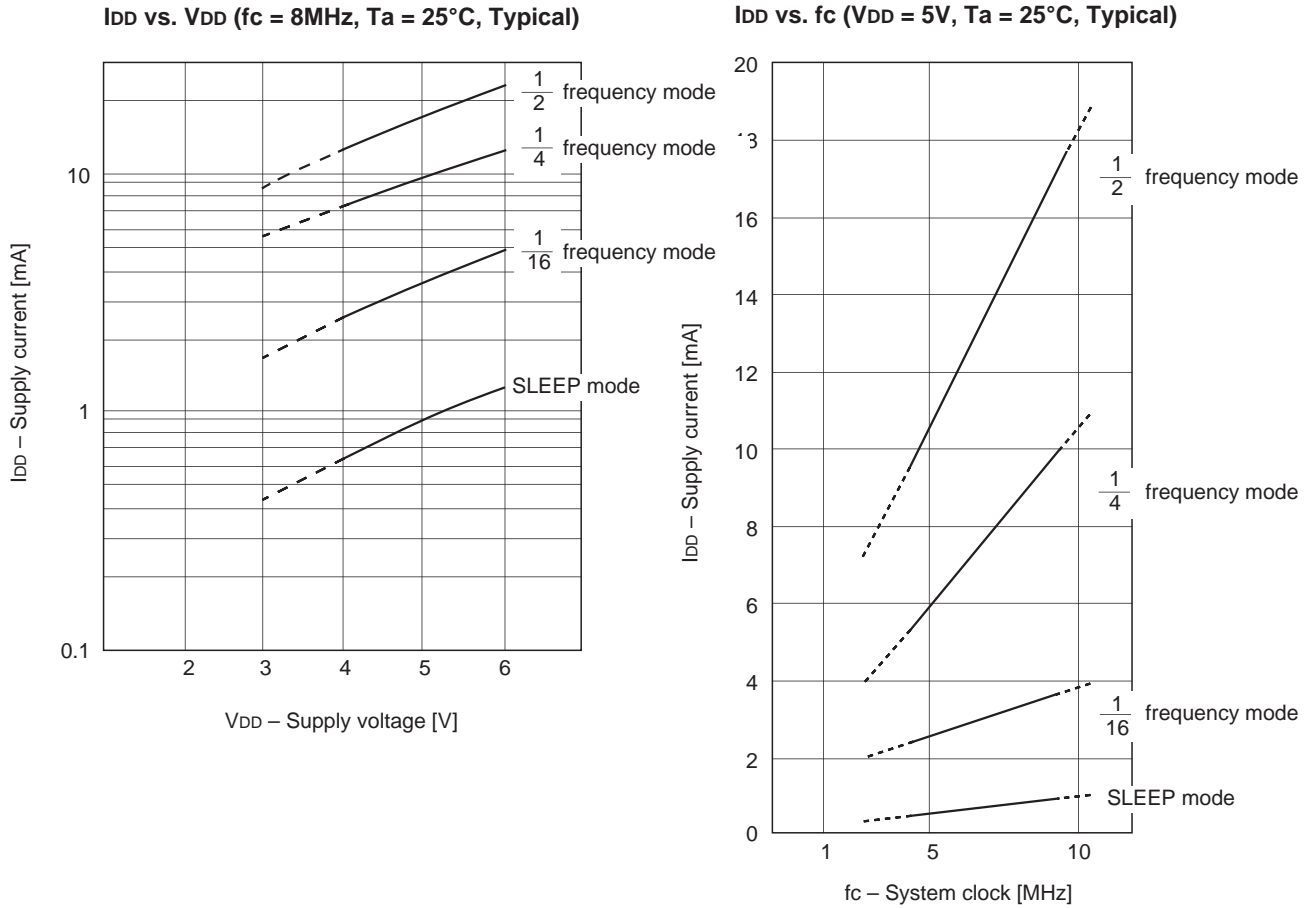 IDD vs. VDD (fc = 8MHz, Ta = 25°C, Typical)
1/2 frequency mode
1/4 frequency mode
1/16 frequency mode
SLEEP mode
10
1
0.1
2 3 4 5 6
IDD – Supply current [mA]
VDD – Supply voltage [V]
IDD vs. fc (VDD = 5V, Ta = 25°C, Typical)
20
16
14
12
10
8
6
4
2
0
1 5 10
1/2 frequency mode
1/4 frequency mode
1/16 frequency mode
SLEEP mode
IDD – Supply current [mA]
fc – System clock [MHz]